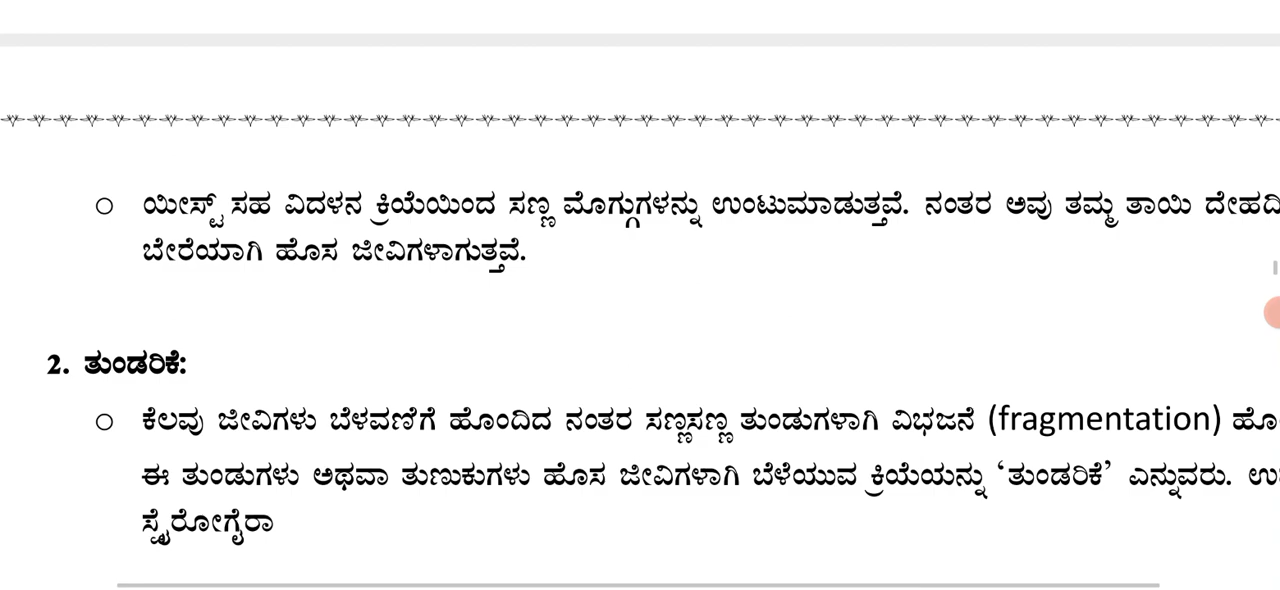 ಯೀಸ್ಟ್ ಸಹ ವಿದಳನ ಕ್ರಿಯೆಯಿಂದ ಸಣ್ಣ ಮೊಗ್ಗುಗಳನ್ನು ಉಂಟುಮಾಡುತ್ತವೆ. ನಂತರ ಅವು ತಮ್ಮ ತಾಯಿ
ಬೇರೆಯಾಗಿ ಹೊಸ ಜೀವಿಗಳಾಗುತ್ತವೆ.
2. ತುಂಡರಿಕೆ:
ಕೆಲವು ಜೀವಿಗಳು ಬೆಳವಣಿಗೆ ಹೊಂದಿದ ನಂತರ ಸಣ್ಣಸಣ್ಣ ತುಂಡುಗಳಾಗಿ ವಿಭಜನೆ (fragmentation)
ಈ ತುಂಡುಗಳು ಅಥವಾ ತುಣುಕುಗಳು ಹೊಸ ಜೀವಿಗಳಾಗಿ ಬೆಳೆಯುವ ಕ್ರಿಯೆಯನ್ನು ‘ತುಂಡರಿಕೆ’ ಎನ್ನುವರು.
ಸ್ಪೈರೋಗೈರಾ